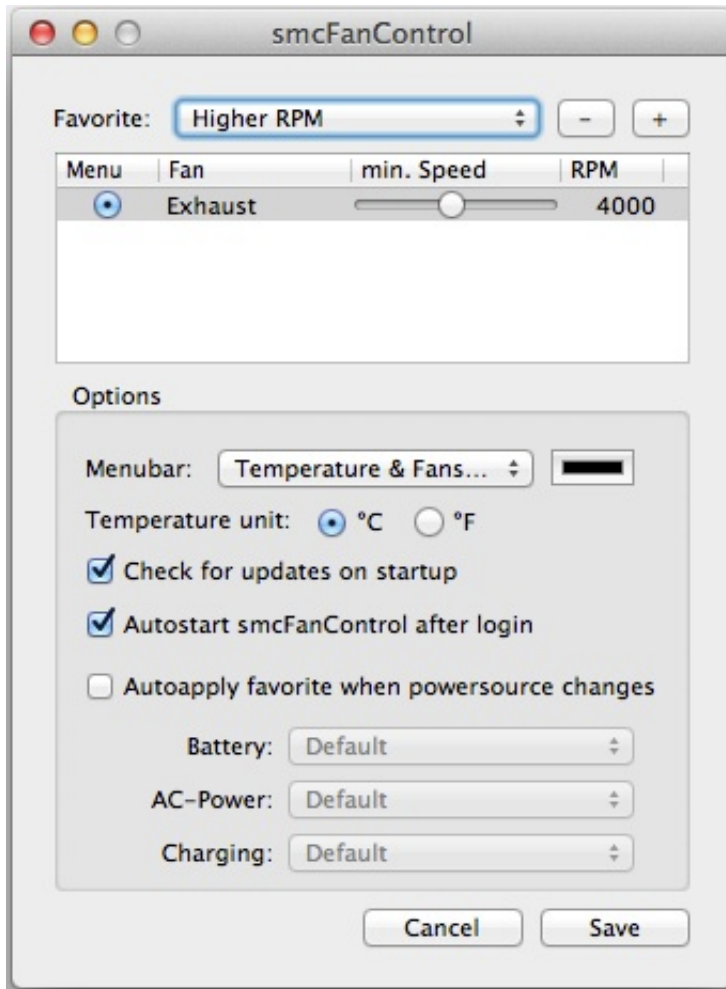 smcFanControl
Favorite: Higher RPM - +
Menu Fan min. Speed RPM
Exhaust 4000
Options
Menubar: Temperature & Fans...
Temperature unit: °C °F
Check for updates on startup
Autostart smcFanControl after login
Autoapply favorite when powersource changes
Battery: Default
AC-Power: Default
Charging: Default
Cancel Save